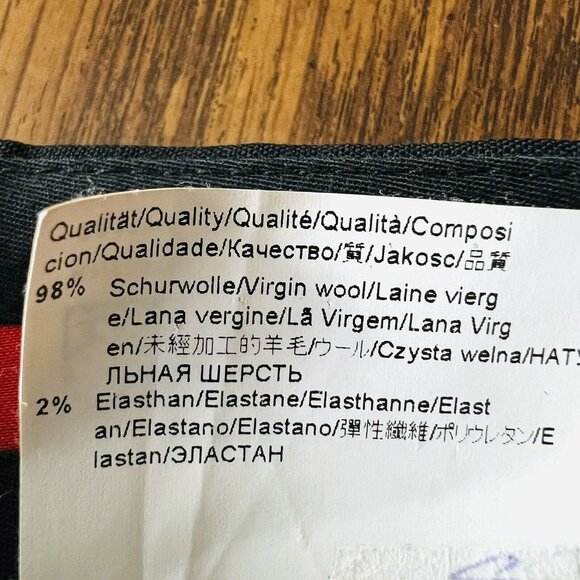 Qualität/Quality/Qualité/Qualità/Composi
cion/Qualidade/Качество/質/Jakosc/品質
98% Schurwolle/Virgin wool/Laine vierg
e/Lana vergine/Lã Virgem/Lana Virg
en/未經加工的羊毛/ウール/Czysta welna/НАТУ
ЛЬНАЯ ШЕРСТЬ
2% Elasthan/Elastane/Elasthanne/Elast
an/Elastano/Elastano/彈性纖維/ポリウレタン/E
lastan/ЭЛАСТАН